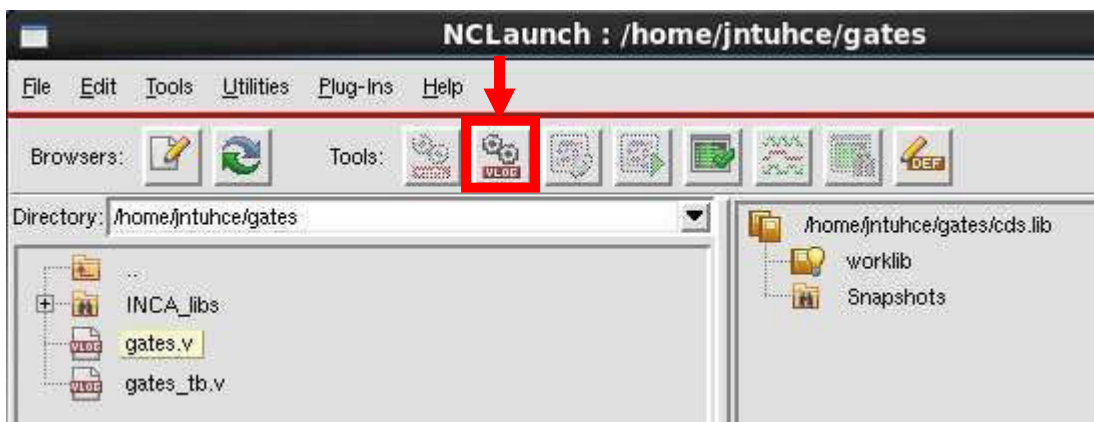 NCLaunch : /home/jntuhce/gates
File Edit Tools Utilities Plug-Ins Help
Browsers: Tools: VLOG DEF
Directory: /home/jntuhce/gates
/home/jntuhce/gates/cds.lib
..
worklib
INCA_libs
Snapshots
VLOG gates.v
VLOG gates_tb.v